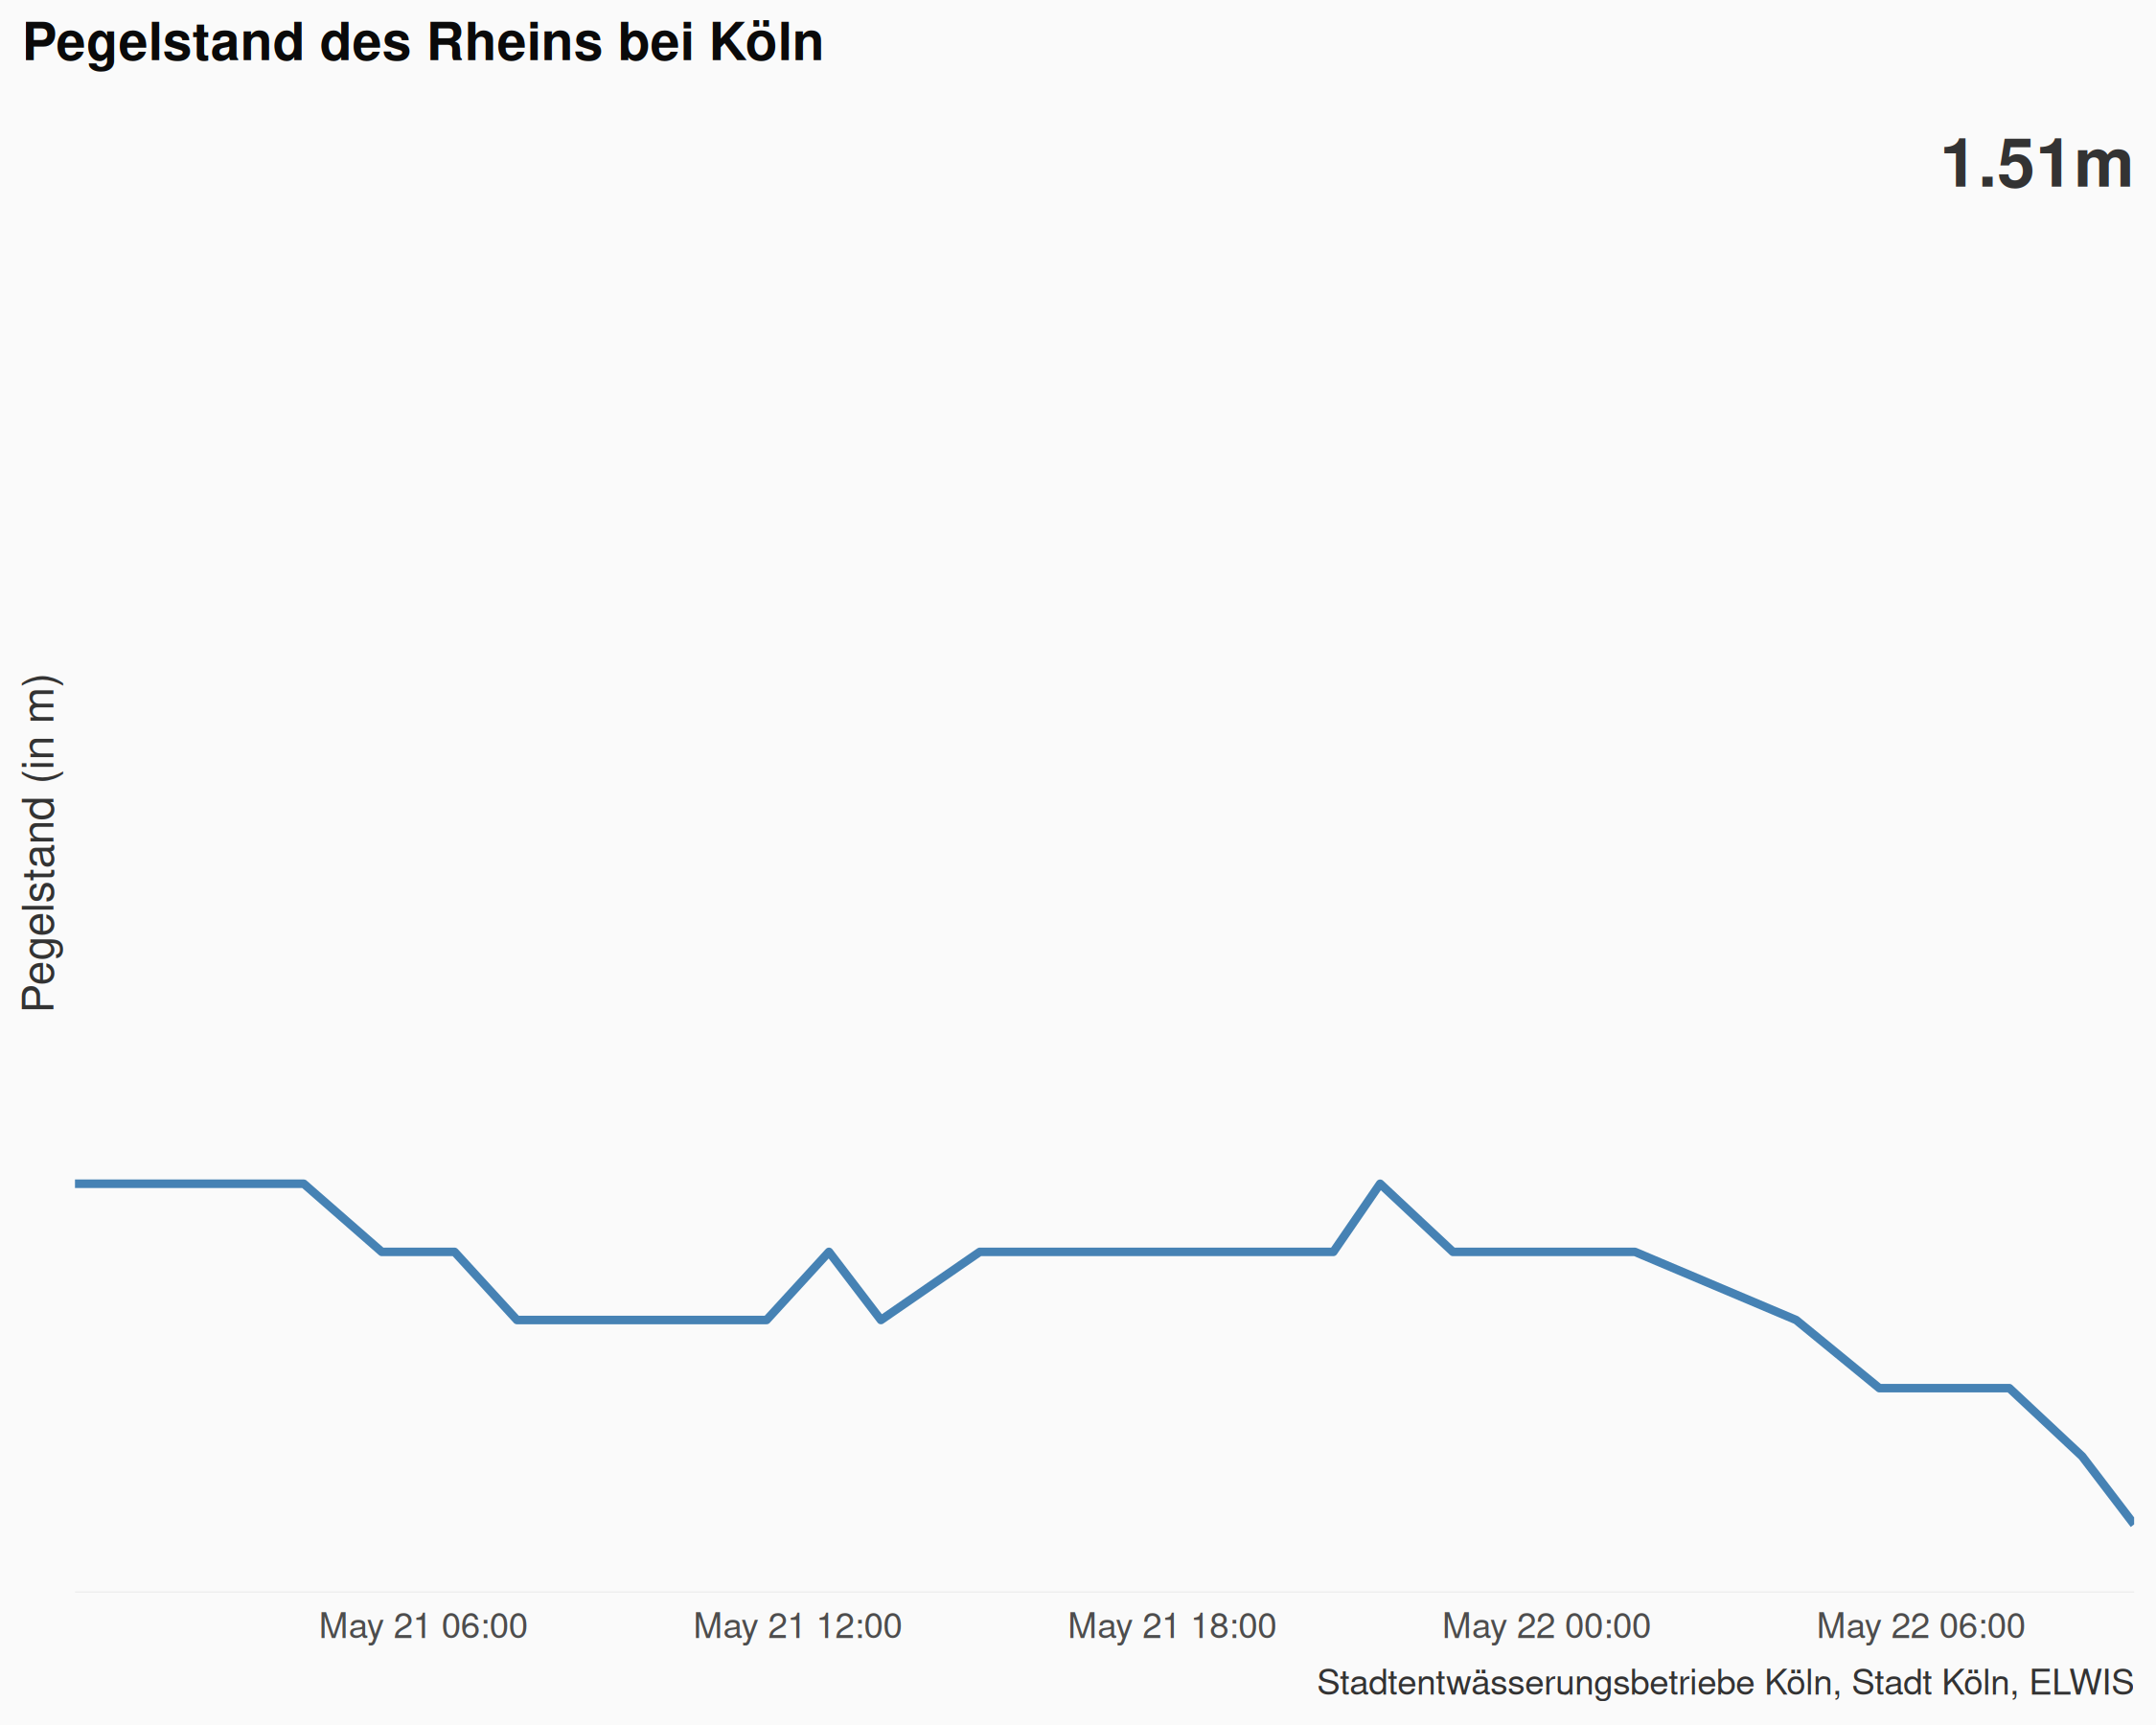 Pegelstand des Rheins bei Köln
1.51m
Pegelstand (in m)
May 21 06:00
May 21 12:00
May 21 18:00
May 22 00:00
May 22 06:00
Stadtentwässerungsbetriebe Köln, Stadt Köln, ELWIS